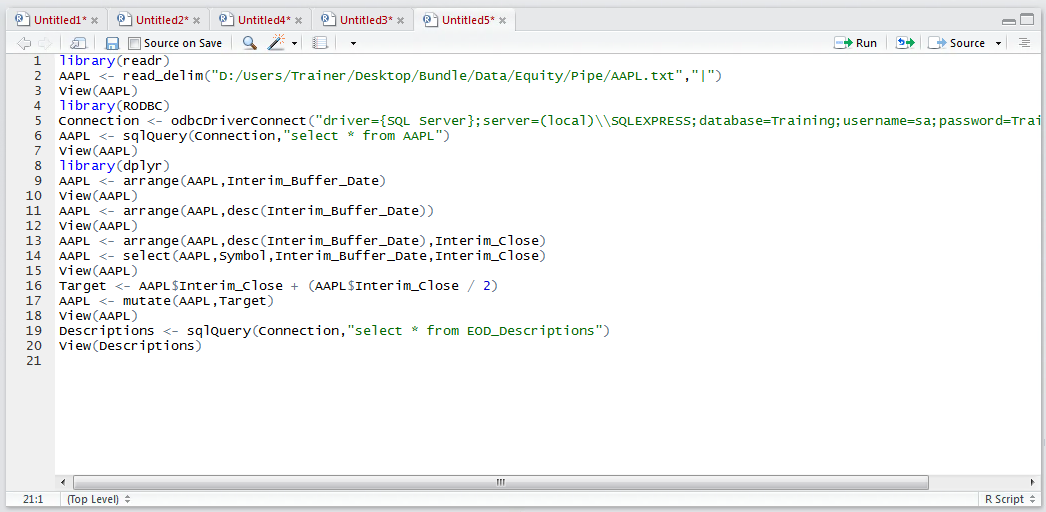 Untitled1* Untitled2* Untitled4* Untitled3* Untitled5*
Source on Save Run Source
1 library(readr)
2 AAPL <- read_delim("D:/Users/Trainer/Desktop/Bundle/Data/Equity/Pipe/AAPL.txt","|")
3 View(AAPL)
4 library(RODBC)
5 Connection <- odbcDriverConnect("driver={SQL Server};server=(local)\\SQLEXPRESS;database=Training;username=sa;password=Trai
6 AAPL <- sqlQuery(Connection,"select * from AAPL")
7 View(AAPL)
8 library(dplyr)
9 AAPL <- arrange(AAPL,Interim_Buffer_Date)
10 View(AAPL)
11 AAPL <- arrange(AAPL,desc(Interim_Buffer_Date))
12 View(AAPL)
13 AAPL <- arrange(AAPL,desc(Interim_Buffer_Date),Interim_Close)
14 AAPL <- select(AAPL,Symbol,Interim_Buffer_Date,Interim_Close)
15 View(AAPL)
16 Target <- AAPL$Interim_Close + (AAPL$Interim_Close / 2)
17 AAPL <- mutate(AAPL,Target)
18 View(AAPL)
19 Descriptions <- sqlQuery(Connection,"select * from EOD_Descriptions")
20 View(Descriptions)
21
21:1 (Top Level) R Script